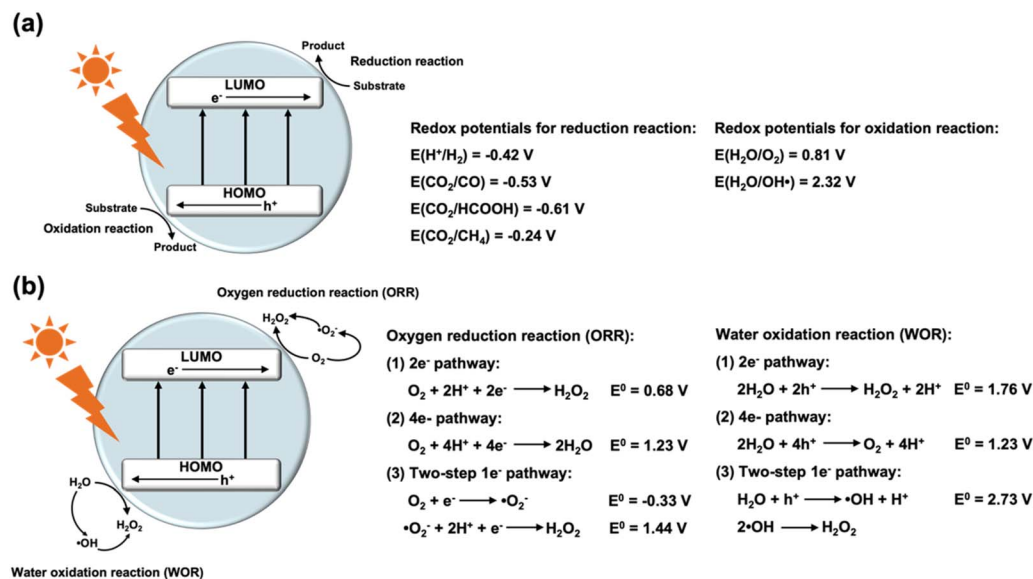 (a)
Product
Reduction reaction
Substrate
LUMO
e⁻
HOMO
h⁺
Substrate
Oxidation reaction
Product
Redox potentials for reduction reaction:
E(H⁺/H₂) = -0.42 V
E(CO₂/CO) = -0.53 V
E(CO₂/HCOOH) = -0.61 V
E(CO₂/CH₄) = -0.24 V
Redox potentials for oxidation reaction:
E(H₂O/O₂) = 0.81 V
E(H₂O/OH•) = 2.32 V
(b)
Oxygen reduction reaction (ORR)
H₂O₂
•O₂⁻
O₂
LUMO
e⁻
HOMO
h⁺
H₂O
H₂O₂
•OH
Water oxidation reaction (WOR)
Oxygen reduction reaction (ORR):
(1) 2e⁻ pathway:
O₂ + 2H⁺ + 2e⁻ ⟶ H₂O₂ E⁰ = 0.68 V
(2) 4e- pathway:
O₂ + 4H⁺ + 4e⁻ ⟶ 2H₂O E⁰ = 1.23 V
(3) Two-step 1e⁻ pathway:
O₂ + e⁻ ⟶ •O₂⁻ E⁰ = -0.33 V
•O₂⁻ + 2H⁺ + e⁻ ⟶ H₂O₂ E⁰ = 1.44 V
Water oxidation reaction (WOR):
(1) 2e⁻ pathway:
2H₂O + 2h⁺ ⟶ H₂O₂ + 2H⁺ E⁰ = 1.76 V
(2) 4e⁻ pathway:
2H₂O + 4h⁺ ⟶ O₂ + 4H⁺ E⁰ = 1.23 V
(3) Two-step 1e⁻ pathway:
H₂O + h⁺ ⟶ •OH + H⁺ E⁰ = 2.73 V
2•OH ⟶ H₂O₂